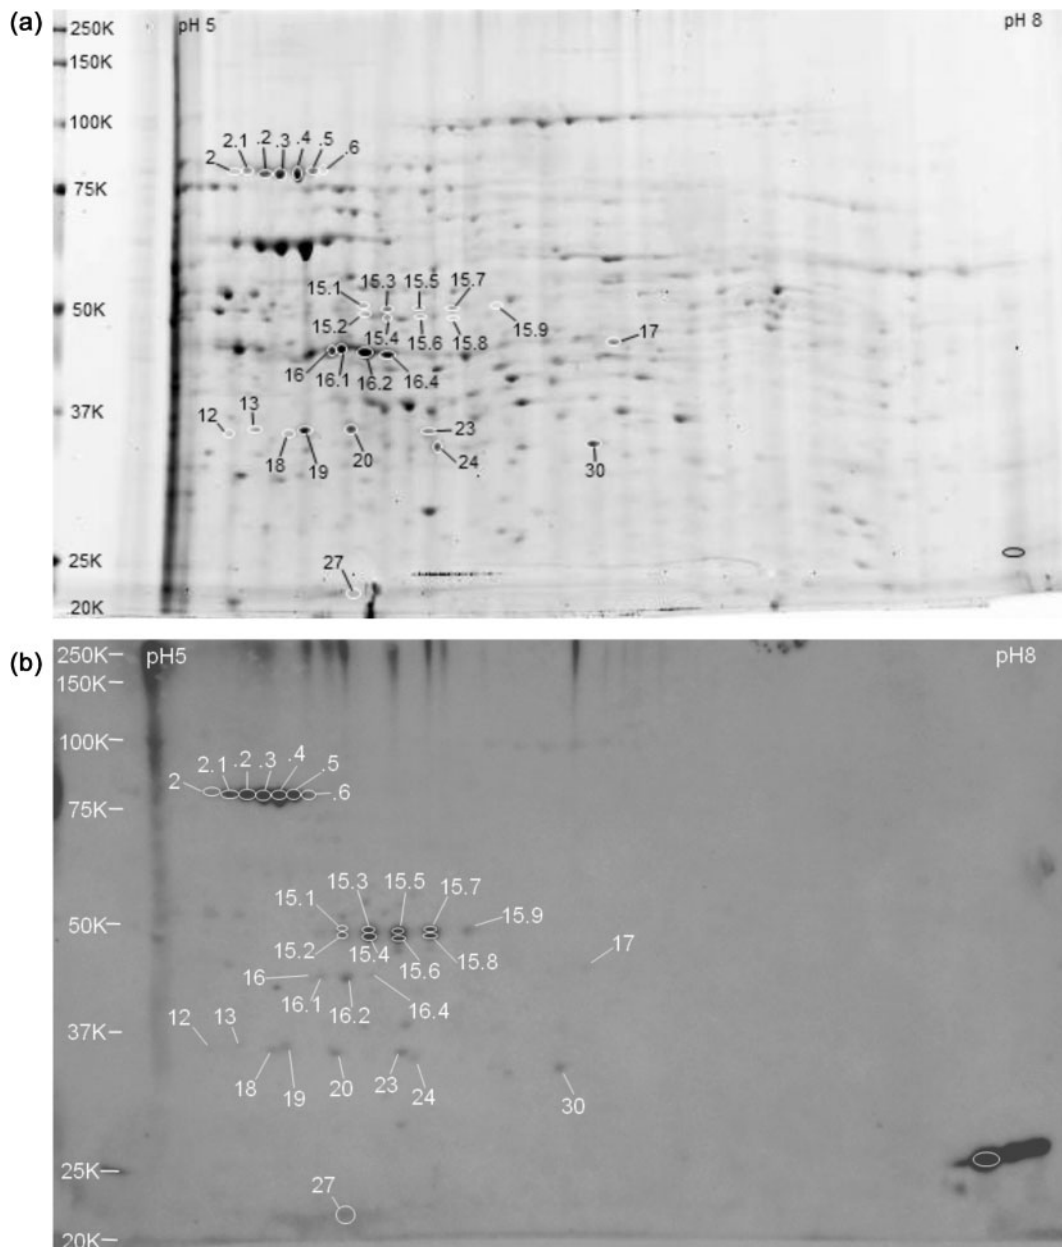 (a)
pH 5
pH 8
250K
150K
100K
2 2.1 .2 .3 .4 .5 .6
75K
15.3 15.5 15.7
15.1
50K
15.2 15.4 15.6 15.8 15.9 17
16 16.1 16.2 16.4
37K
12 13
18 19 20 23 24 30
25K
27
20K
(b)
250K
pH5
pH8
150K
100K
2 2.1 .2 .3 .4 .5 .6
75K
15.3 15.5 15.7
15.1
50K
15.9
15.2 15.4 15.6 15.8 17
16 16.1 16.2 16.4
37K
12 13
18 19 20 23 24 30
25K
27
20K